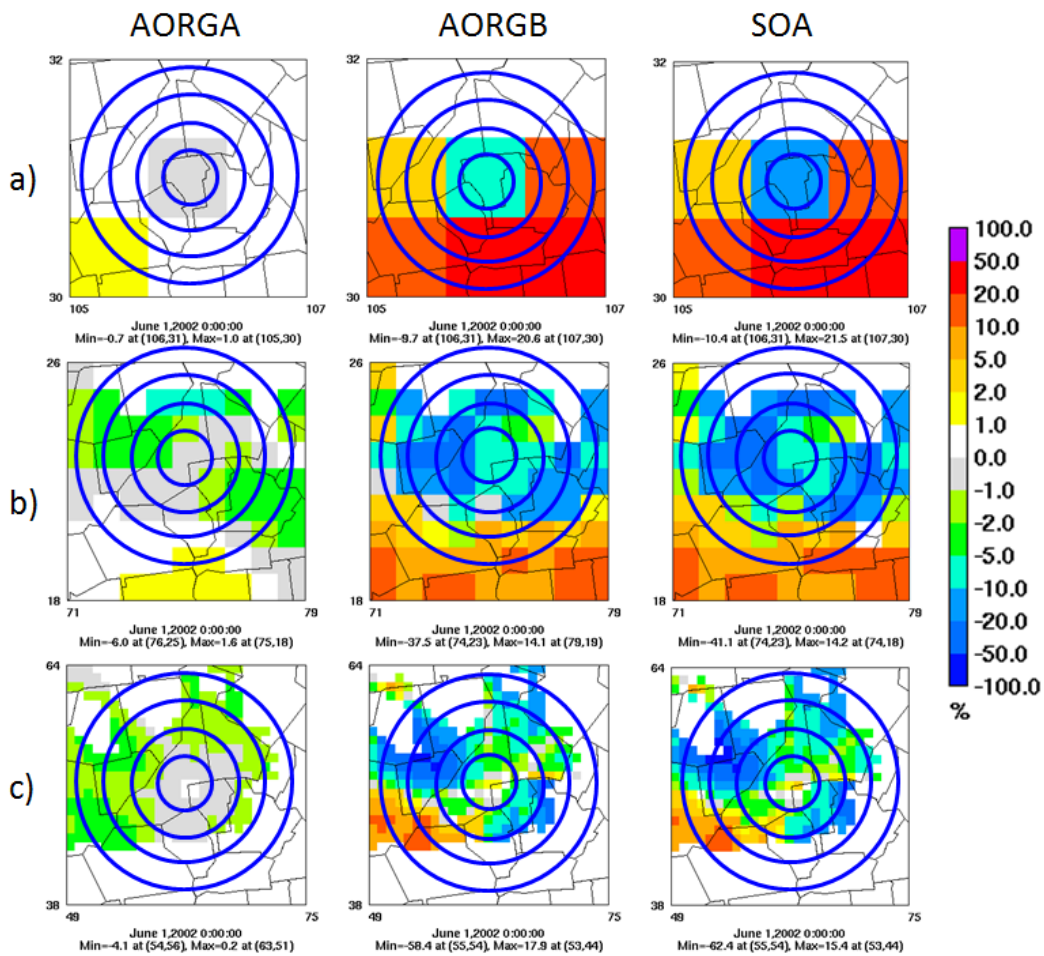 AORGA AORGB SOA
a)
32 32 32
30 30 30
105 107 105 107 105 107
June 1,2002 0:00:00 June 1,2002 0:00:00 June 1,2002 0:00:00
Min=-0.7 at (106,31), Max=1.0 at (105,30) Min=-9.7 at (106,31), Max=20.6 at (107,30) Min=-10.4 at (106,31), Max=21.5 at (107,30)
b)
26 26 26
18 18 18
71 79 71 79 71 79
June 1,2002 0:00:00 June 1,2002 0:00:00 June 1,2002 0:00:00
Min=-6.0 at (76,25), Max=1.6 at (75,18) Min=-37.5 at (74,23), Max=14.1 at (79,19) Min=-41.1 at (74,23), Max=14.2 at (74,18)
c)
64 64 64
38 38 38
49 75 49 75 49 75
June 1,2002 0:00:00 June 1,2002 0:00:00 June 1,2002 0:00:00
Min=-4.1 at (54,56), Max=0.2 at (63,51) Min=-58.4 at (55,54), Max=17.9 at (53,44) Min=-62.4 at (55,54), Max=15.4 at (53,44)
100.0
50.0
20.0
10.0
5.0
2.0
1.0
0.0
-1.0
-2.0
-5.0
-10.0
-20.0
-50.0
-100.0
%